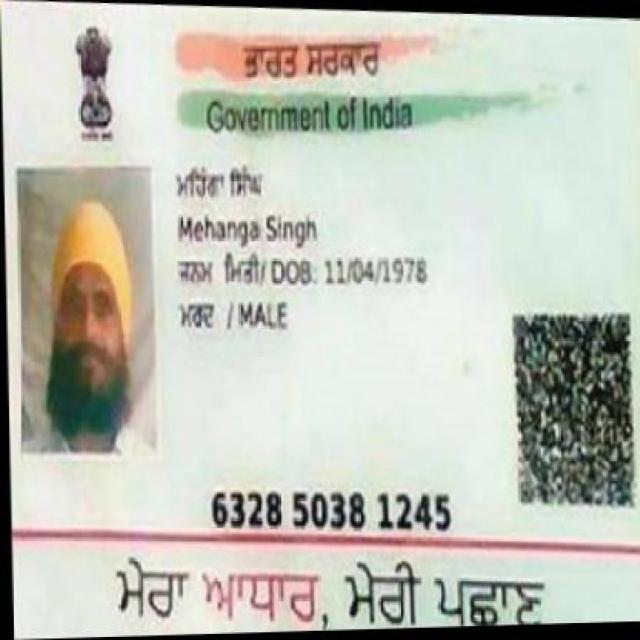 ਭਾਰਤ ਸਰਕਾਰ
Government of India
ਮਹਿੰਗਾ ਸਿੰਘ
Mehanga Singh
ਜਨਮ ਮਿਤੀ/ DOB: 11/04/1978
ਮਰਦ / MALE
6328 5038 1245
ਮੇਰਾ ਆਧਾਰ, ਮੇਰੀ ਪਛਾਣ